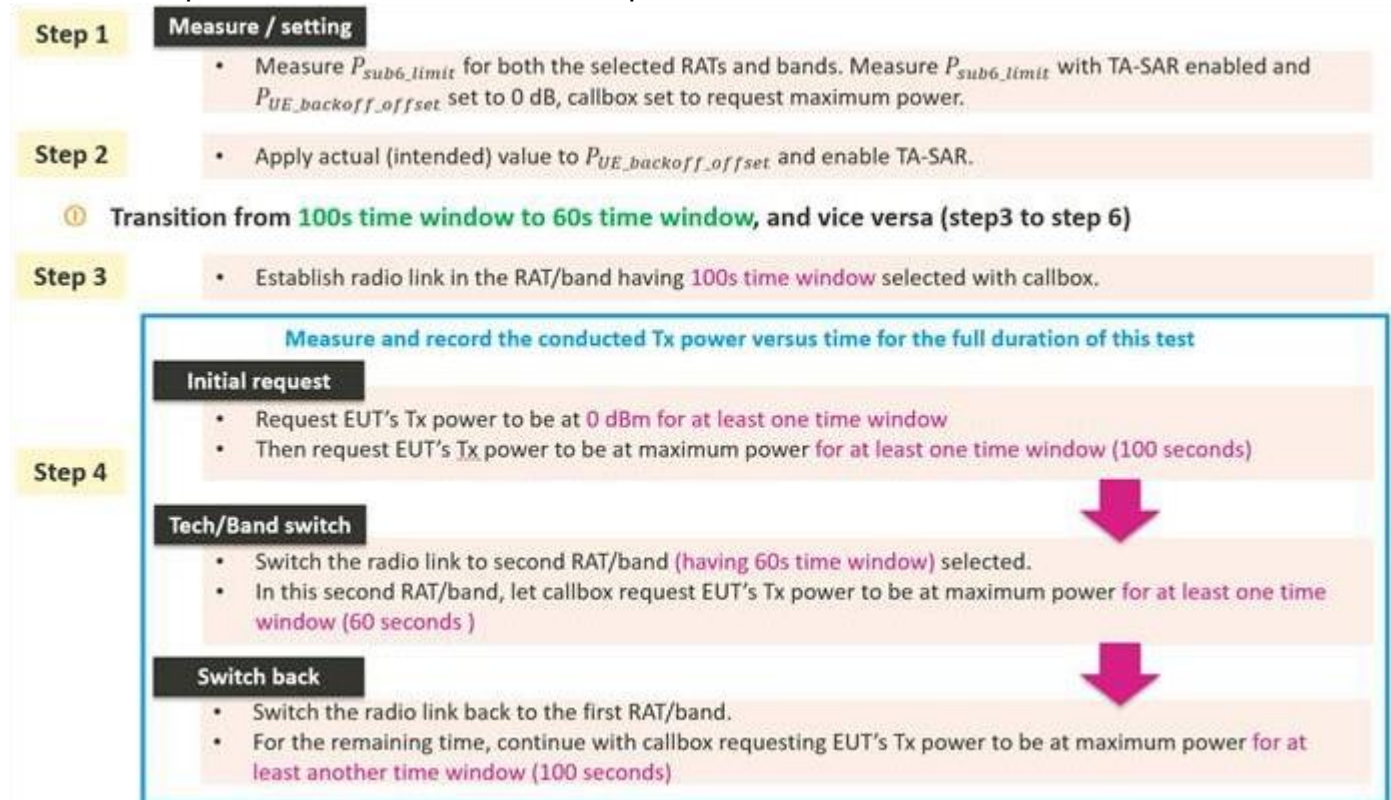 Step 1
Measure / setting
• Measure P_sub6_limit for both the selected RATs and bands. Measure P_sub6_limit with TA-SAR enabled and
P_UE_backoff_offset set to 0 dB, callbox set to request maximum power.
Step 2
• Apply actual (intended) value to P_UE_backoff_offset and enable TA-SAR.
① Transition from 100s time window to 60s time window, and vice versa (step3 to step 6)
Step 3
• Establish radio link in the RAT/band having 100s time window selected with callbox.
Step 4
Measure and record the conducted Tx power versus time for the full duration of this test
Initial request
• Request EUT's Tx power to be at 0 dBm for at least one time window
• Then request EUT's Tx power to be at maximum power for at least one time window (100 seconds)
Tech/Band switch
• Switch the radio link to second RAT/band (having 60s time window) selected.
• In this second RAT/band, let callbox request EUT's Tx power to be at maximum power for at least one time
window (60 seconds )
Switch back
• Switch the radio link back to the first RAT/band.
• For the remaining time, continue with callbox requesting EUT's Tx power to be at maximum power for at
least another time window (100 seconds)